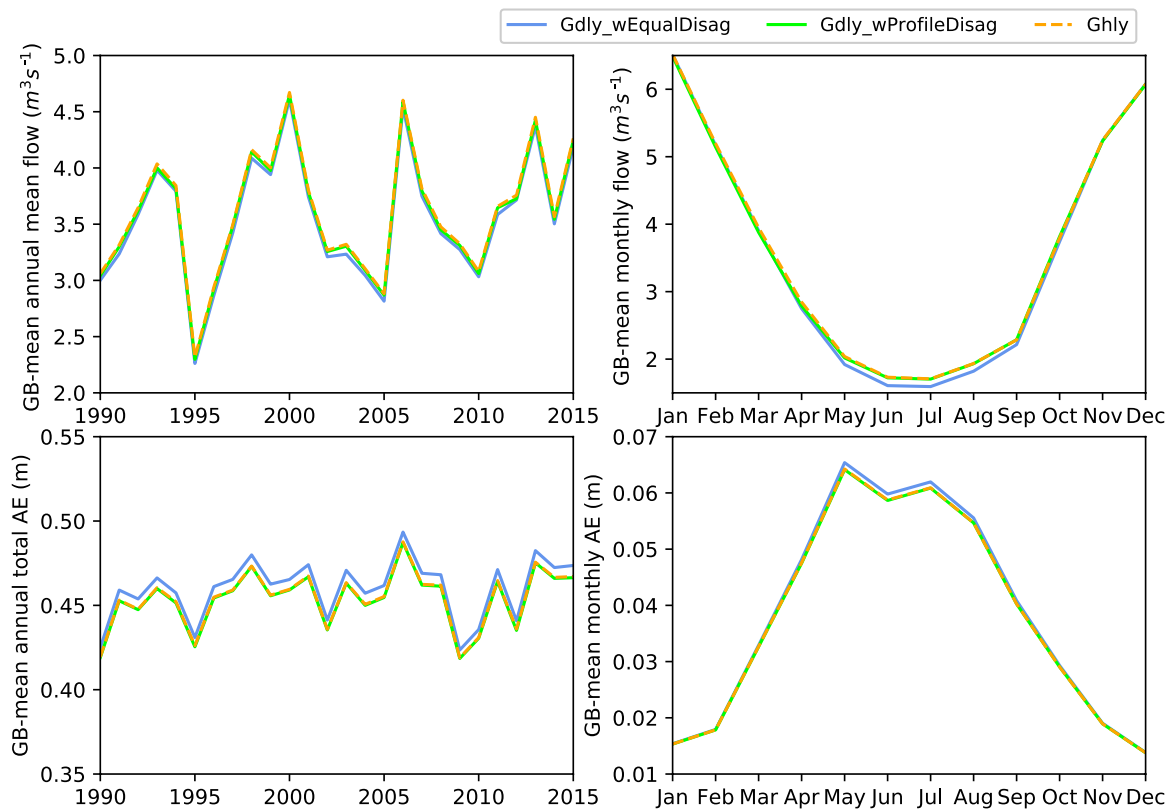 Gdly_wEqualDisag Gdly_wProfileDisag Ghly
GB-mean annual mean flow (m³s⁻¹)
5.0
4.5
4.0
3.5
3.0
2.5
2.0
1990 1995 2000 2005 2010 2015
GB-mean monthly flow (m³s⁻¹)
6
5
4
3
2
Jan Feb Mar Apr May Jun Jul Aug Sep Oct Nov Dec
GB-mean annual total AE (m)
0.55
0.50
0.45
0.40
0.35
1990 1995 2000 2005 2010 2015
GB-mean monthly AE (m)
0.07
0.06
0.05
0.04
0.03
0.02
0.01
Jan Feb Mar Apr May Jun Jul Aug Sep Oct Nov Dec